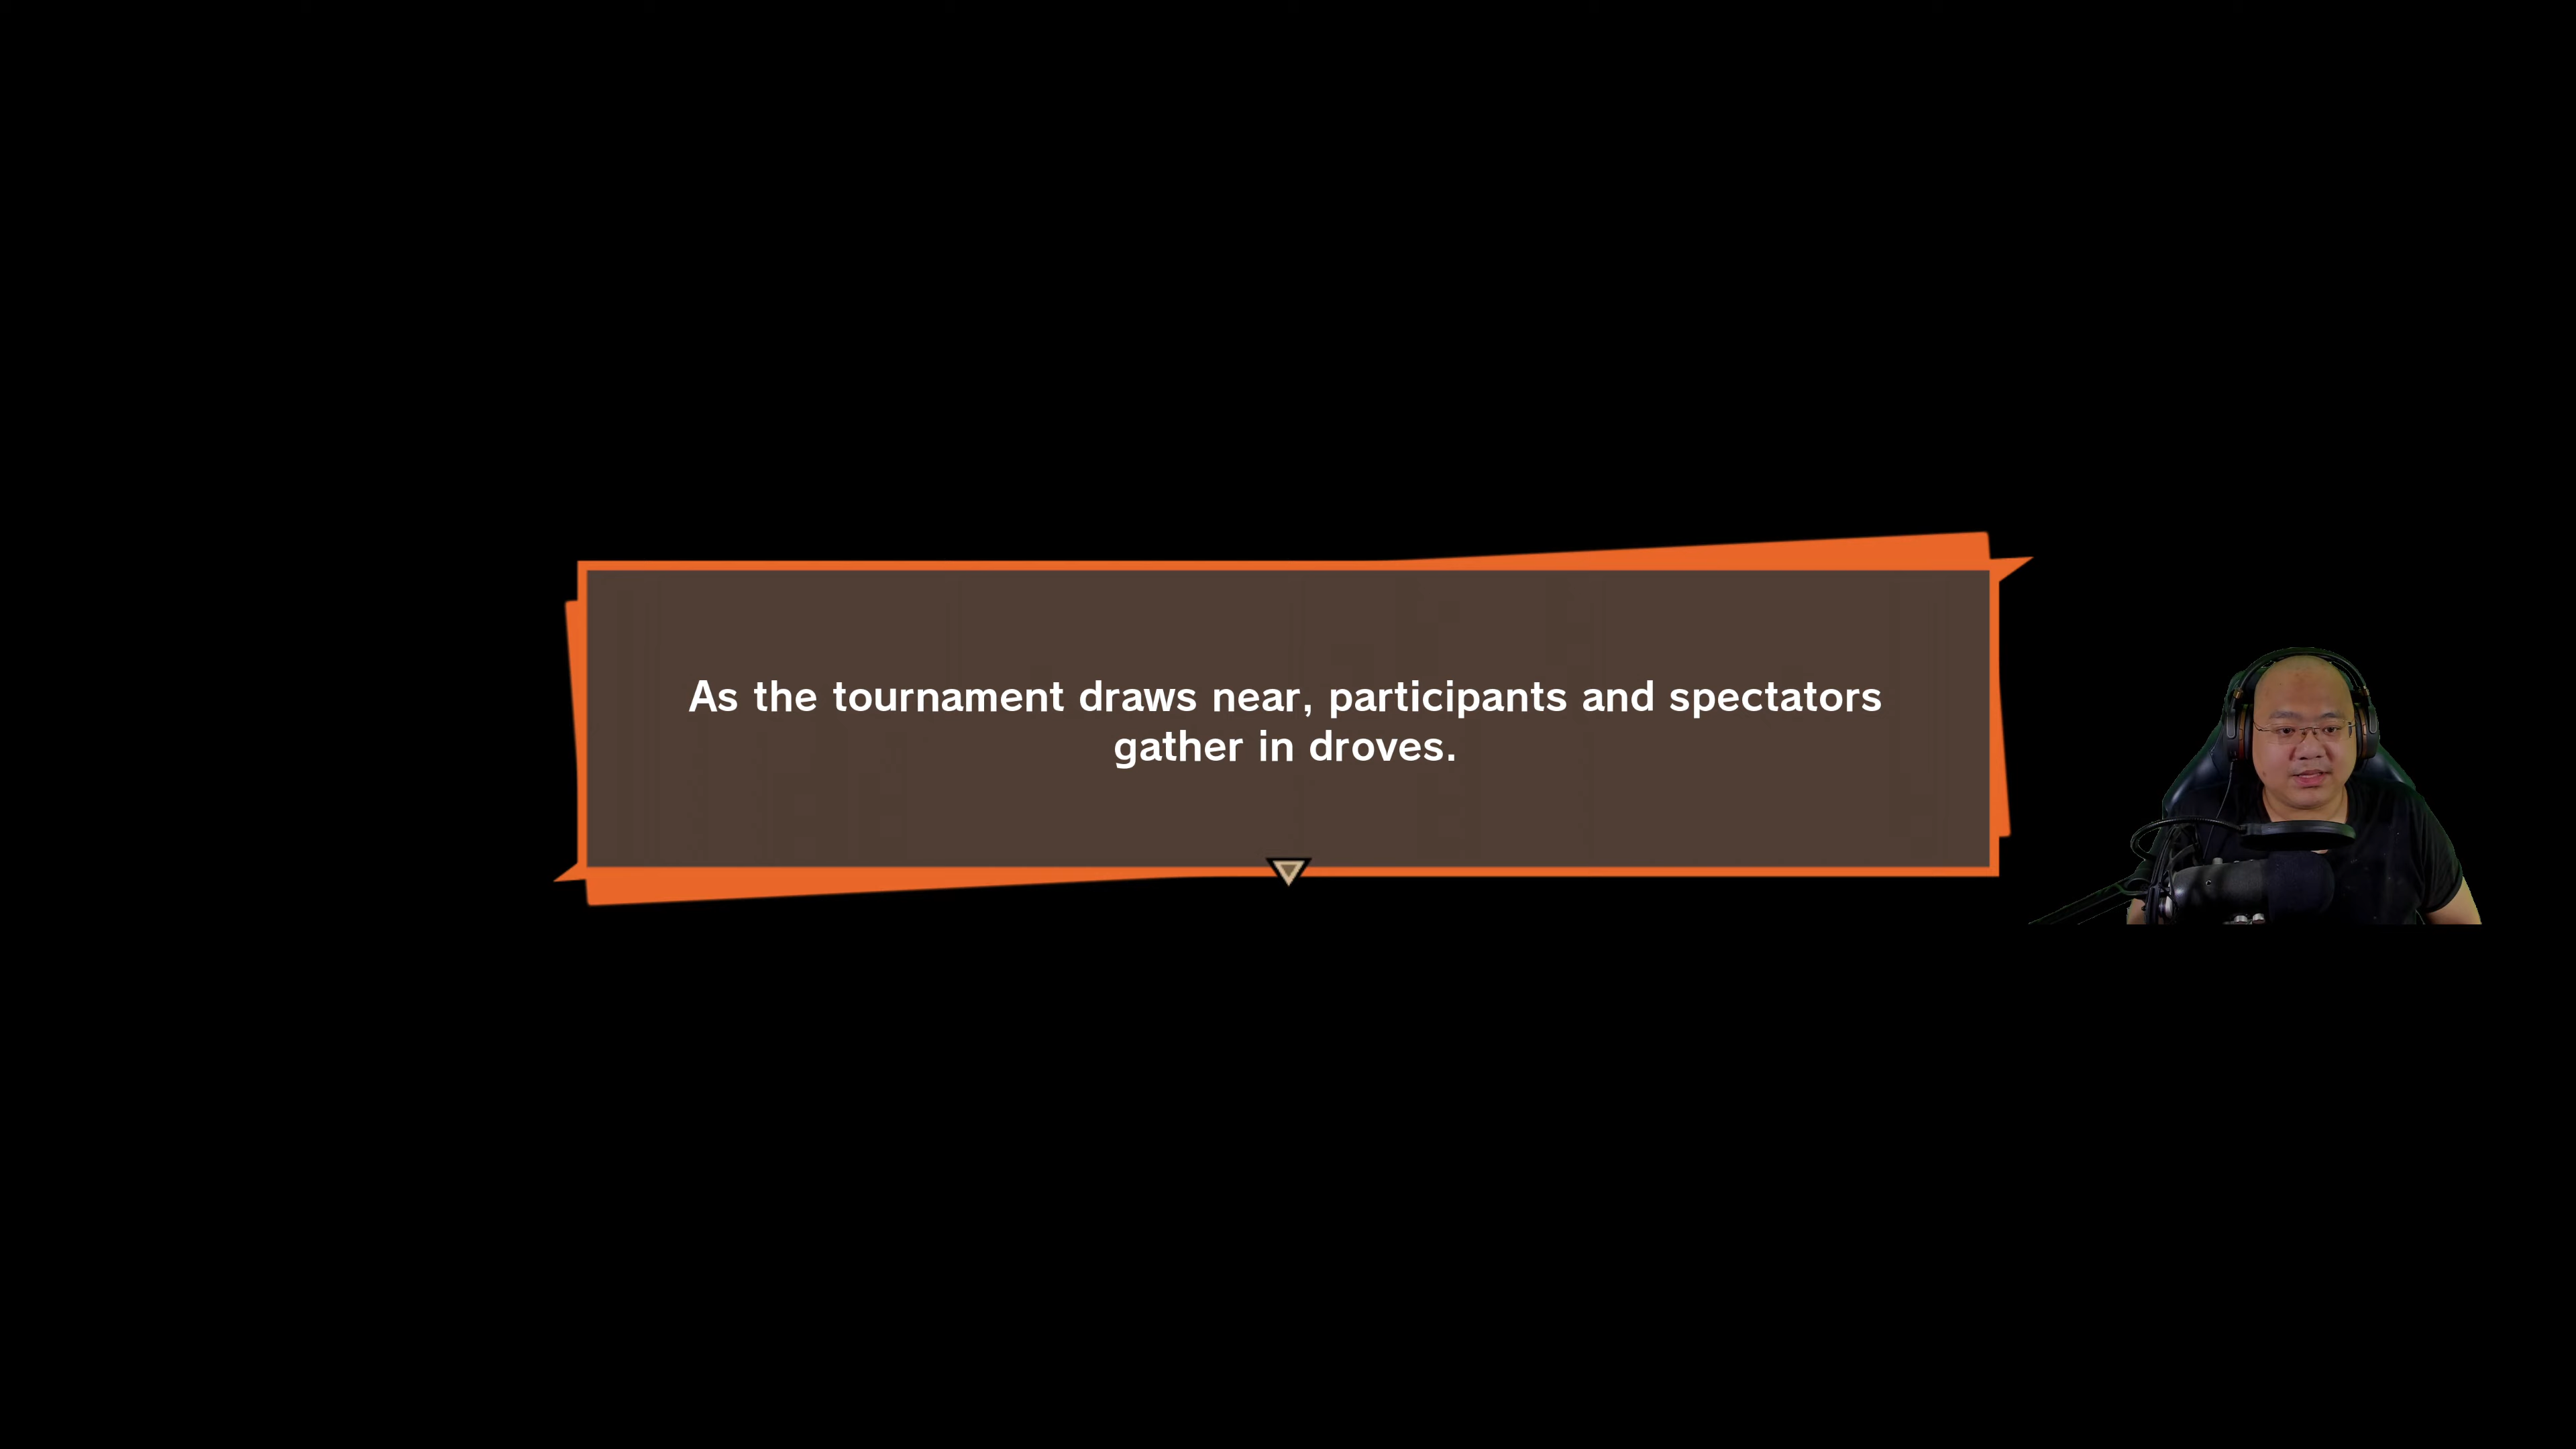 As the tournament draws near, participants and spectators
gather in droves.